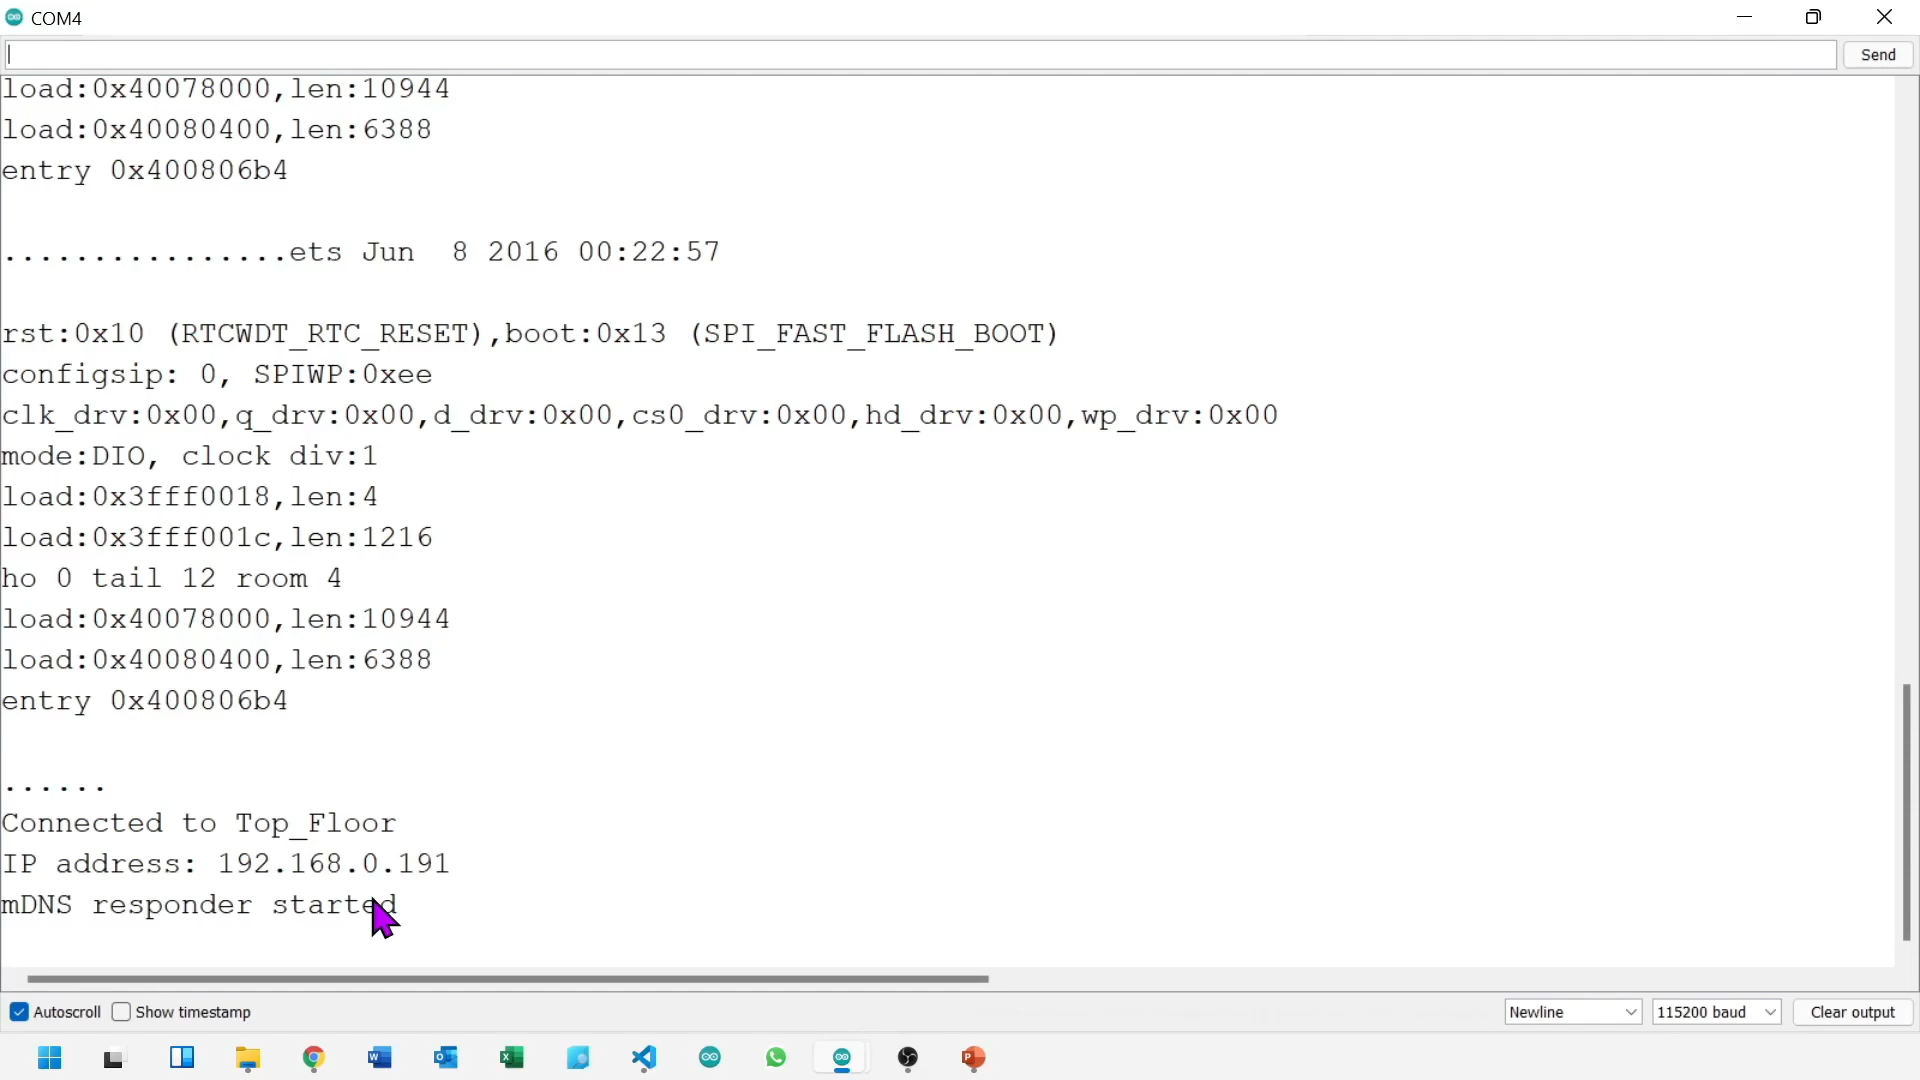 COM4
Send
load:0x40078000,len:10944
load:0x40080400,len:6388
entry 0x400806b4
................ets Jun  8 2016 00:22:57
rst:0x10 (RTCWDT_RTC_RESET),boot:0x13 (SPI_FAST_FLASH_BOOT)
configsip: 0, SPIWP:0xee
clk_drv:0x00,q_drv:0x00,d_drv:0x00,cs0_drv:0x00,hd_drv:0x00,wp_drv:0x00
mode:DIO, clock div:1
load:0x3fff0018,len:4
load:0x3fff001c,len:1216
ho 0 tail 12 room 4
load:0x40078000,len:10944
load:0x40080400,len:6388
entry 0x400806b4
......
Connected to Top_Floor
IP address: 192.168.0.191
mDNS responder started
Autoscroll Show timestamp Newline 115200 baud Clear output